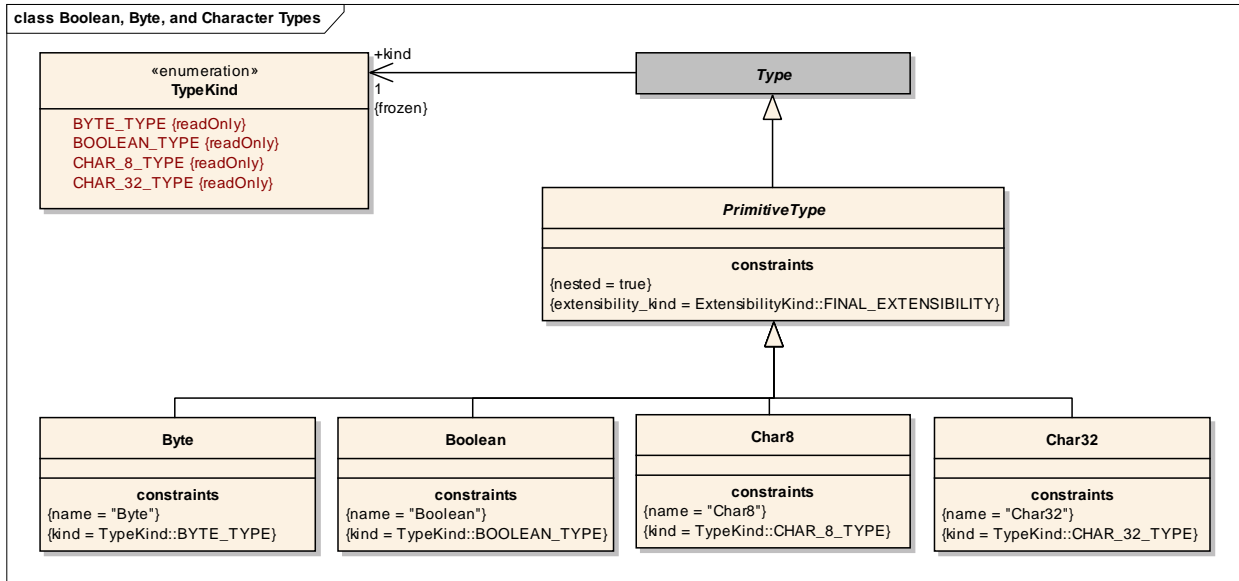 class Boolean, Byte, and Character Types
«enumeration»
TypeKind
BYTE_TYPE {readOnly}
BOOLEAN_TYPE {readOnly}
CHAR_8_TYPE {readOnly}
CHAR_32_TYPE {readOnly}
+kind
1
{frozen}
Type
PrimitiveType
constraints
{nested = true}
{extensibility_kind = ExtensibilityKind::FINAL_EXTENSIBILITY}
Byte
constraints
{name = "Byte"}
{kind = TypeKind::BYTE_TYPE}
Boolean
constraints
{name = "Boolean"}
{kind = TypeKind::BOOLEAN_TYPE}
Char8
constraints
{name = "Char8"}
{kind = TypeKind::CHAR_8_TYPE}
Char32
constraints
{name = "Char32"}
{kind = TypeKind::CHAR_32_TYPE}